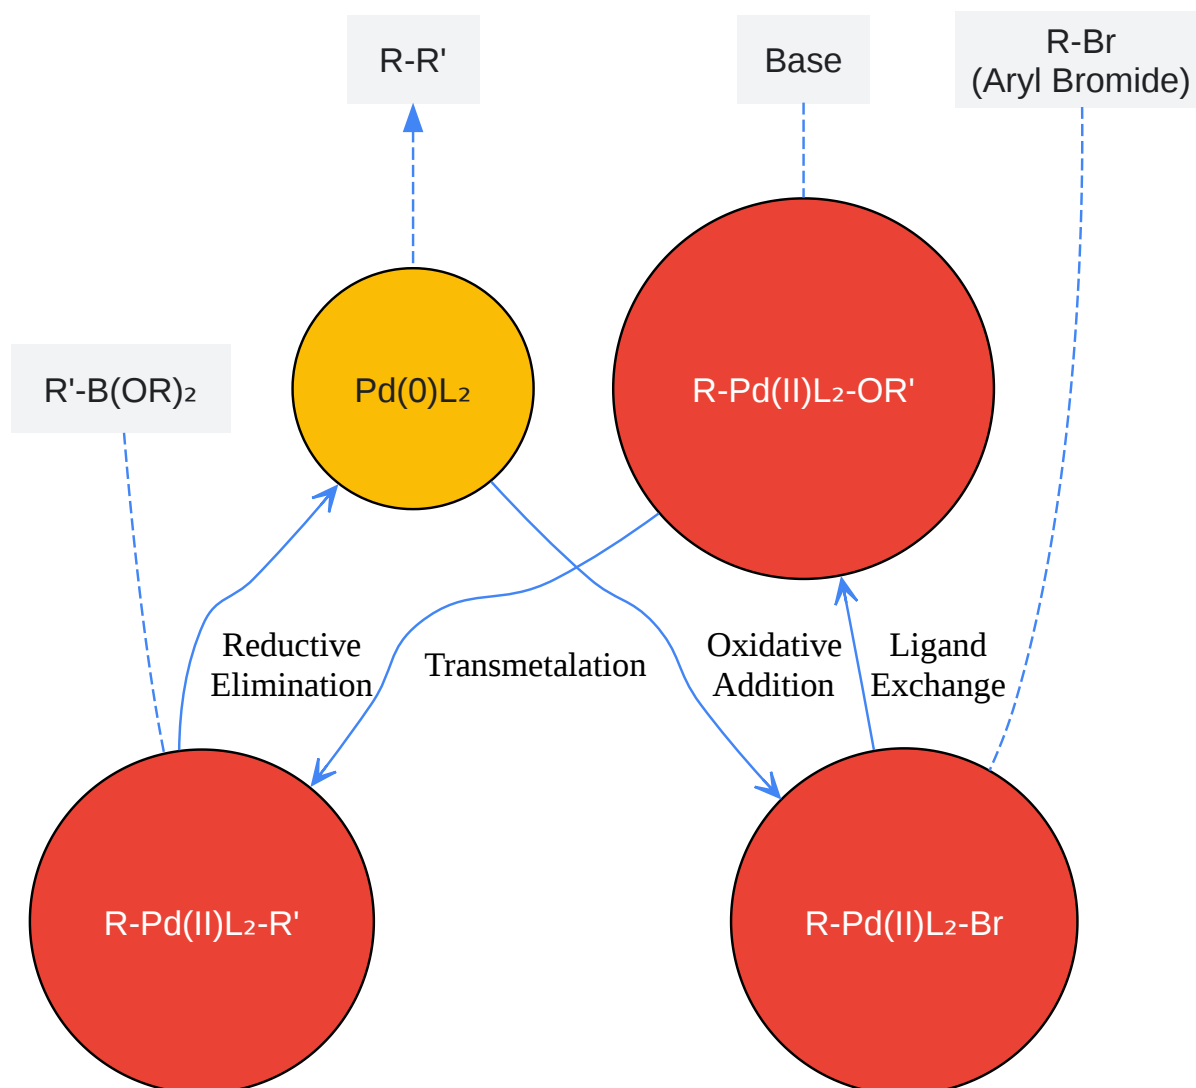 R-R'
Base
R-Br
(Aryl Bromide)
R'-B(OR)₂
Pd(0)L₂
R-Pd(II)L₂-OR'
Reductive
Elimination
Transmetalation
Oxidative
Addition
Ligand
Exchange
R-Pd(II)L₂-R'
R-Pd(II)L₂-Br